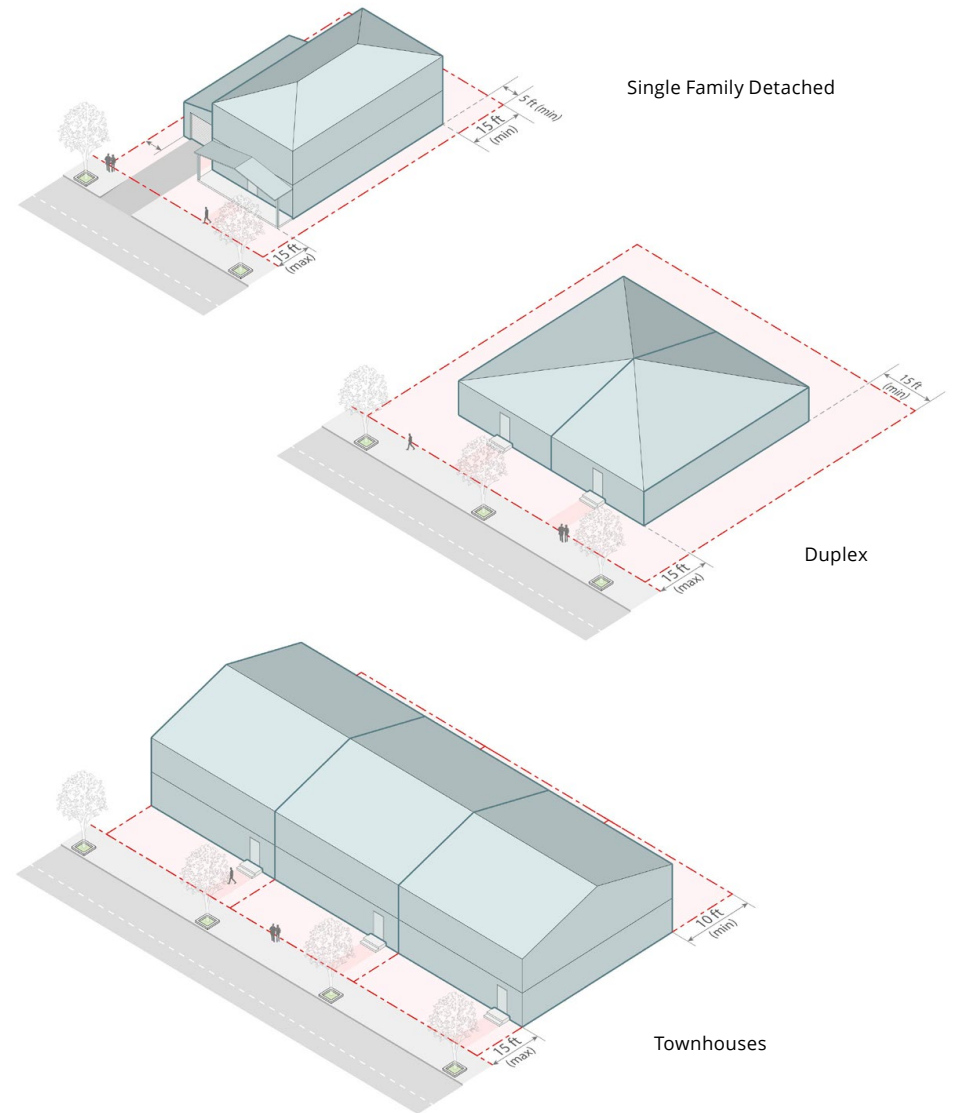 Single Family Detached
5 ft (min)
15 ft
(min)
15 ft
(max)
15 ft
(min)
Duplex
15 ft
(max)
10 ft
(min)
Townhouses
15 ft
(max)